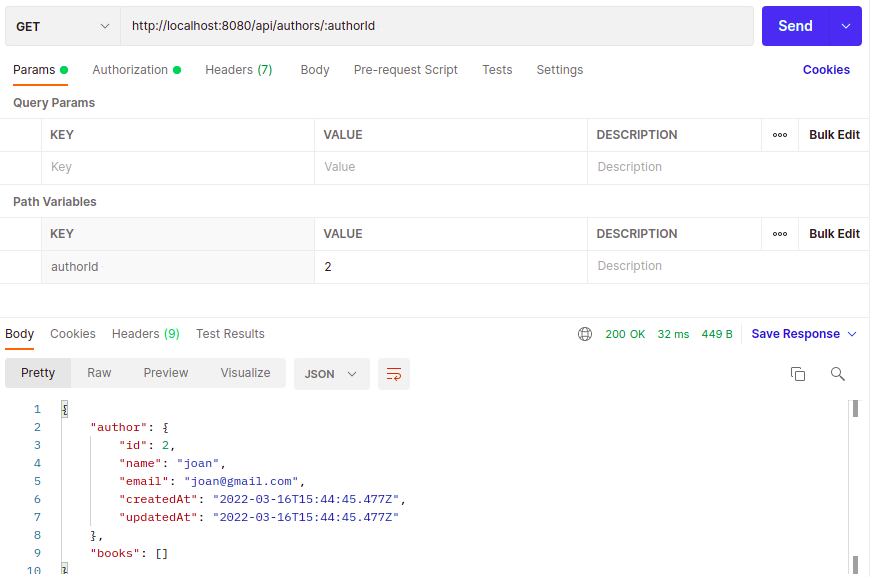 GET http://localhost:8080/api/authors/:authorId Send
Params Authorization Headers (7) Body Pre-request Script Tests Settings Cookies
Query Params
KEY VALUE DESCRIPTION ooo Bulk Edit
Key Value Description
Path Variables
KEY VALUE DESCRIPTION ooo Bulk Edit
authorId 2 Description
Body Cookies Headers (9) Test Results 200 OK 32 ms 449 B Save Response
Pretty Raw Preview Visualize JSON
1 {
2 "author": {
3 "id": 2,
4 "name": "joan",
5 "email": "joan@gmail.com",
6 "createdAt": "2022-03-16T15:44:45.477Z",
7 "updatedAt": "2022-03-16T15:44:45.477Z"
8 },
9 "books": []
10 }